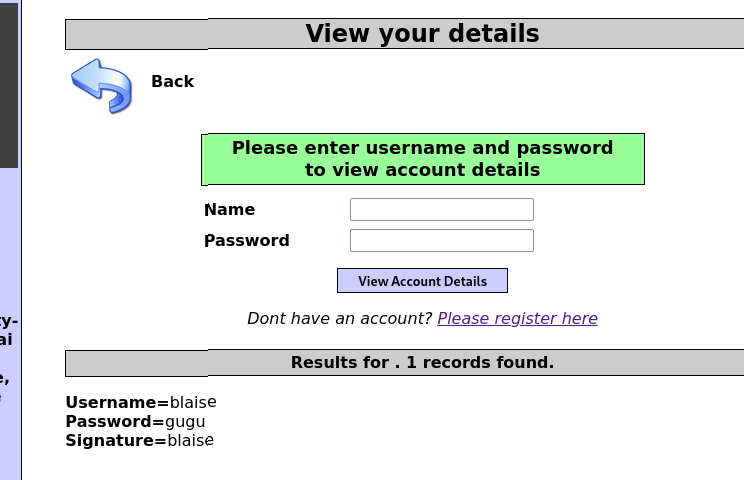 View your details
Back
Please enter username and password
to view account details
Name
Password
View Account Details
Dont have an account? Please register here
ty-
ai
e,
Results for . 1 records found.
Username=blaise
Password=gugu
Signature=blaise